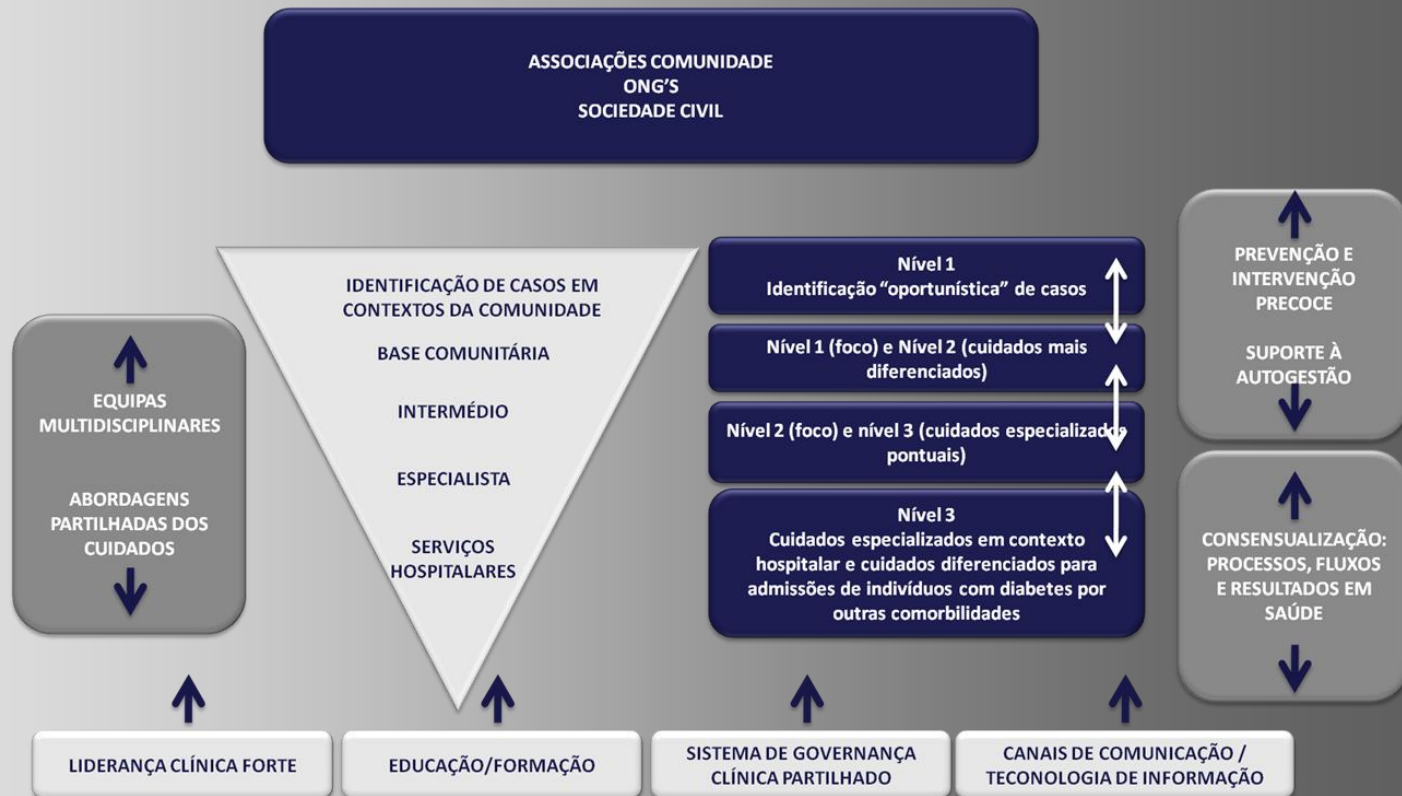 ASSOCIAÇÕES COMUNIDADE
ONG'S
SOCIEDADE CIVIL
EQUIPAS
MULTIDISCIPLINARES
ABORDAGENS
PARTILHADAS DOS
CUIDADOS
IDENTIFICAÇÃO DE CASOS EM
CONTEXTOS DA COMUNIDADE
BASE COMUNITÁRIA
INTERMÉDIO
ESPECIALISTA
SERVIÇOS
HOSPITALARES
Nível 1
Identificação “oportunística” de casos
Nível 1 (foco) e Nível 2 (cuidados mais
diferenciados)
Nível 2 (foco) e nível 3 (cuidados especializados
pontuais)
Nível 3
Cuidados especializados em contexto
hospitalar e cuidados diferenciados para
admissões de indivíduos com diabetes por
outras comorbilidades
PREVENÇÃO E
INTERVENÇÃO
PRECOCE
SUPORTE À
AUTOGESTÃO
CONSENSUALIZAÇÃO:
PROCESSOS, FLUXOS
E RESULTADOS EM
SAÚDE
LIDERANÇA CLÍNICA FORTE
EDUCAÇÃO/FORMAÇÃO
SISTEMA DE GOVERNANÇA
CLÍNICA PARTILHADO
CANAIS DE COMUNICAÇÃO /
TECONOLOGIA DE INFORMAÇÃO